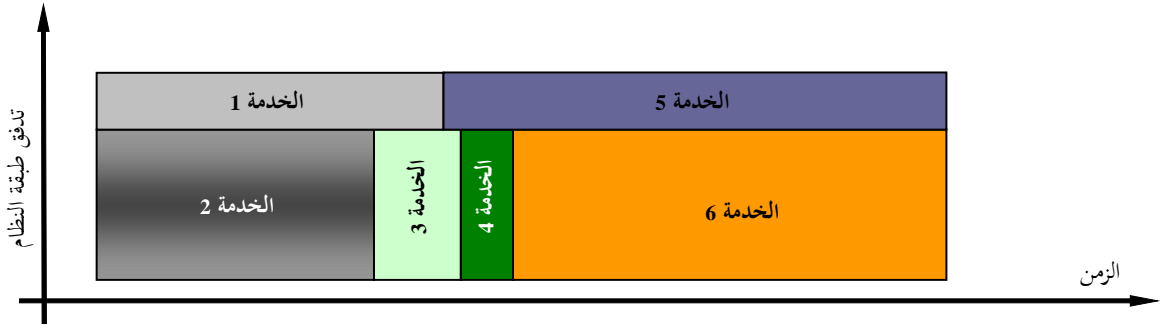 تدفق طبقة النظام
الخدمة 1
الخدمة 5
الخدمة 2
الخدمة 3
الخدمة 4
الخدمة 6
الزمن